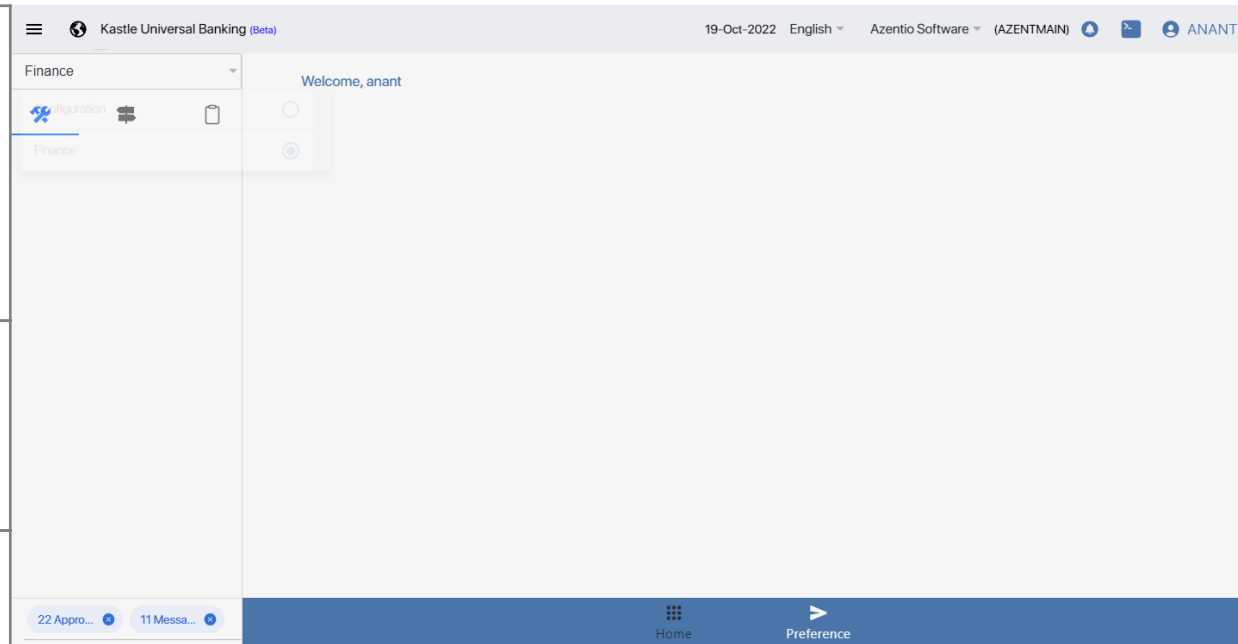 Kastle Universal Banking (Beta)
19-Oct-2022 English Azentio Software (AZENTMAIN) ANANT
Finance
Welcome, anant
Configuration
Finance
22 Appro... 11 Messa...
Home Preference